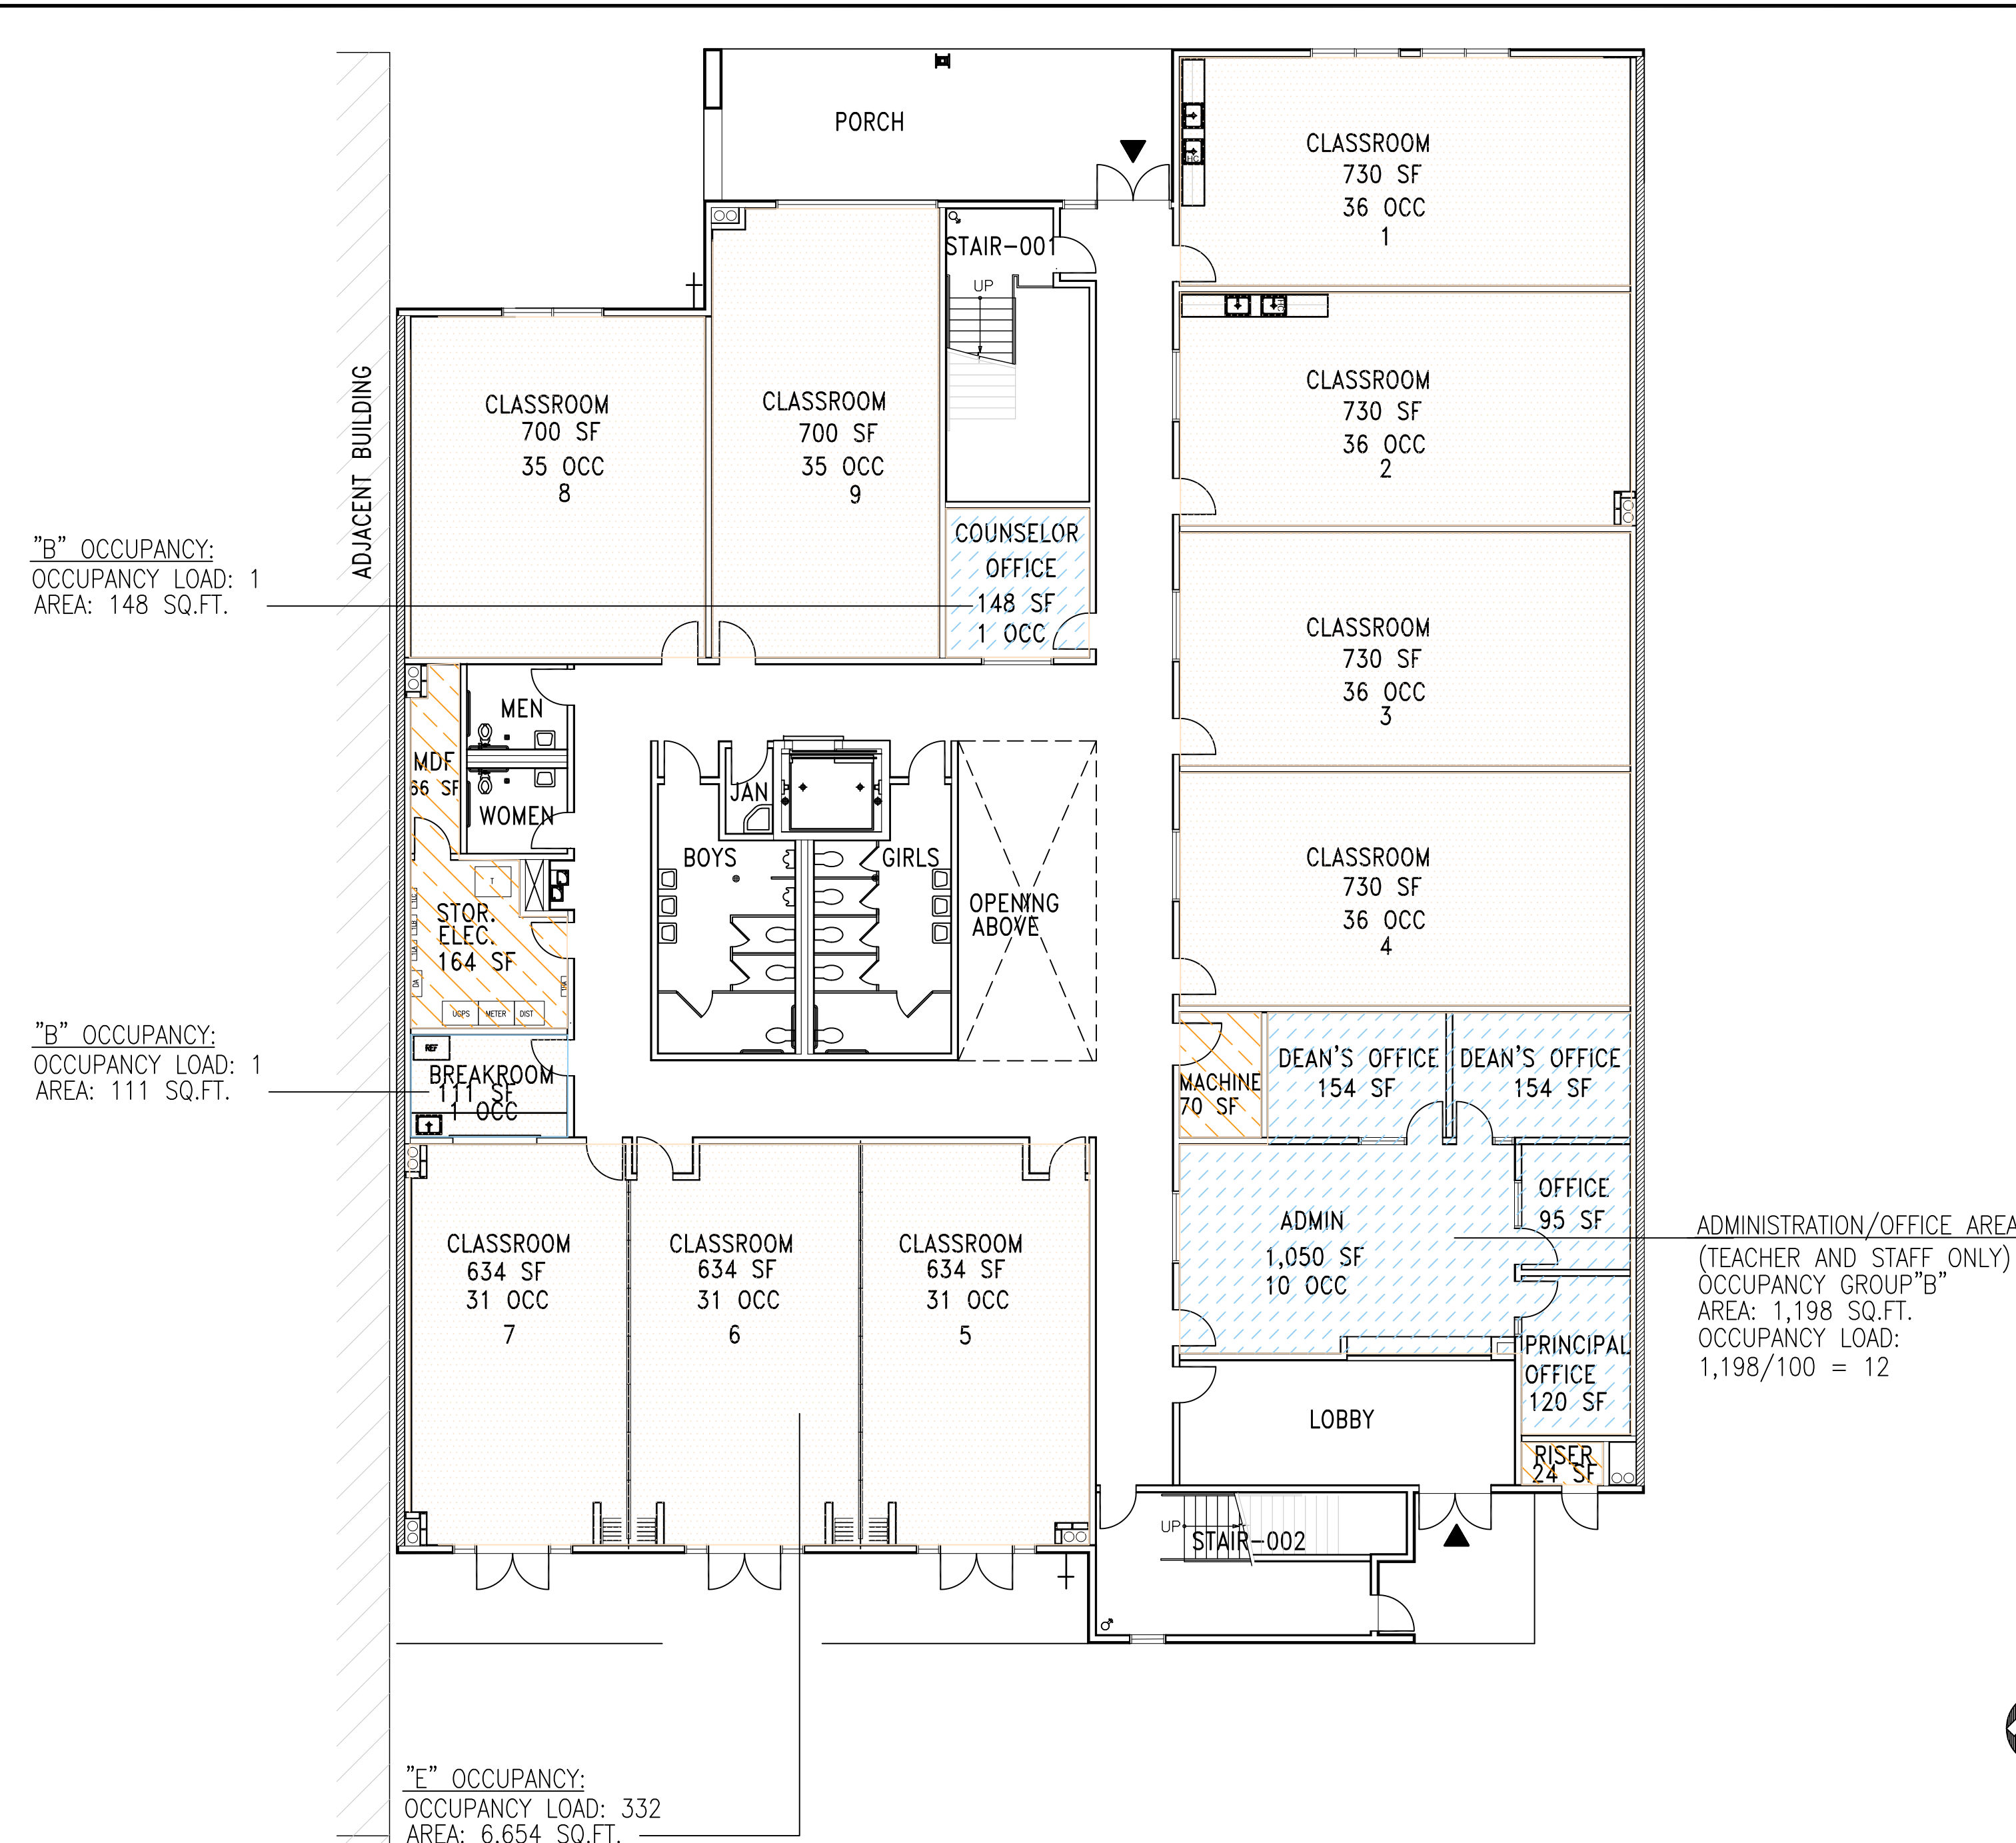 PORCH
CLASSROOM
730 SF
36 OCC
1
HC
STAIR-001
UP
CLASSROOM
730 SF
36 OCC
2
HC
ADJACENT BUILDING
CLASSROOM
700 SF
35 OCC
8
CLASSROOM
700 SF
35 OCC
9
"B" OCCUPANCY:
OCCUPANCY LOAD: 1
AREA: 148 SQ.FT.
COUNSELOR
OFFICE
148 SF
1 OCC
CLASSROOM
730 SF
36 OCC
3
MEN
MDF
66 SF
WOMEN
JAN
BOYS
GIRLS
OPENING
ABOVE
CLASSROOM
730 SF
36 OCC
4
T
STOR.
ELEC.
164 SF
DA
UGPS
METER
DIST
"B" OCCUPANCY:
OCCUPANCY LOAD: 1
AREA: 111 SQ.FT.
REF
BREAKROOM
111 SF
1 OCC
MACHINE
70 SF
DEAN'S OFFICE
154 SF
DEAN'S OFFICE
154 SF
OFFICE
95 SF
ADMIN
1,050 SF
10 OCC
ADMINISTRATION/OFFICE AREA
(TEACHER AND STAFF ONLY)
OCCUPANCY GROUP"B"
AREA: 1,198 SQ.FT.
OCCUPANCY LOAD:
1,198/100 = 12
CLASSROOM
634 SF
31 OCC
7
CLASSROOM
634 SF
31 OCC
6
CLASSROOM
634 SF
31 OCC
5
PRINCIPAL
OFFICE
120 SF
LOBBY
RISER
24 SF
UP
STAIR-002
"E" OCCUPANCY:
OCCUPANCY LOAD: 332
AREA: 6,654 SQ.FT.